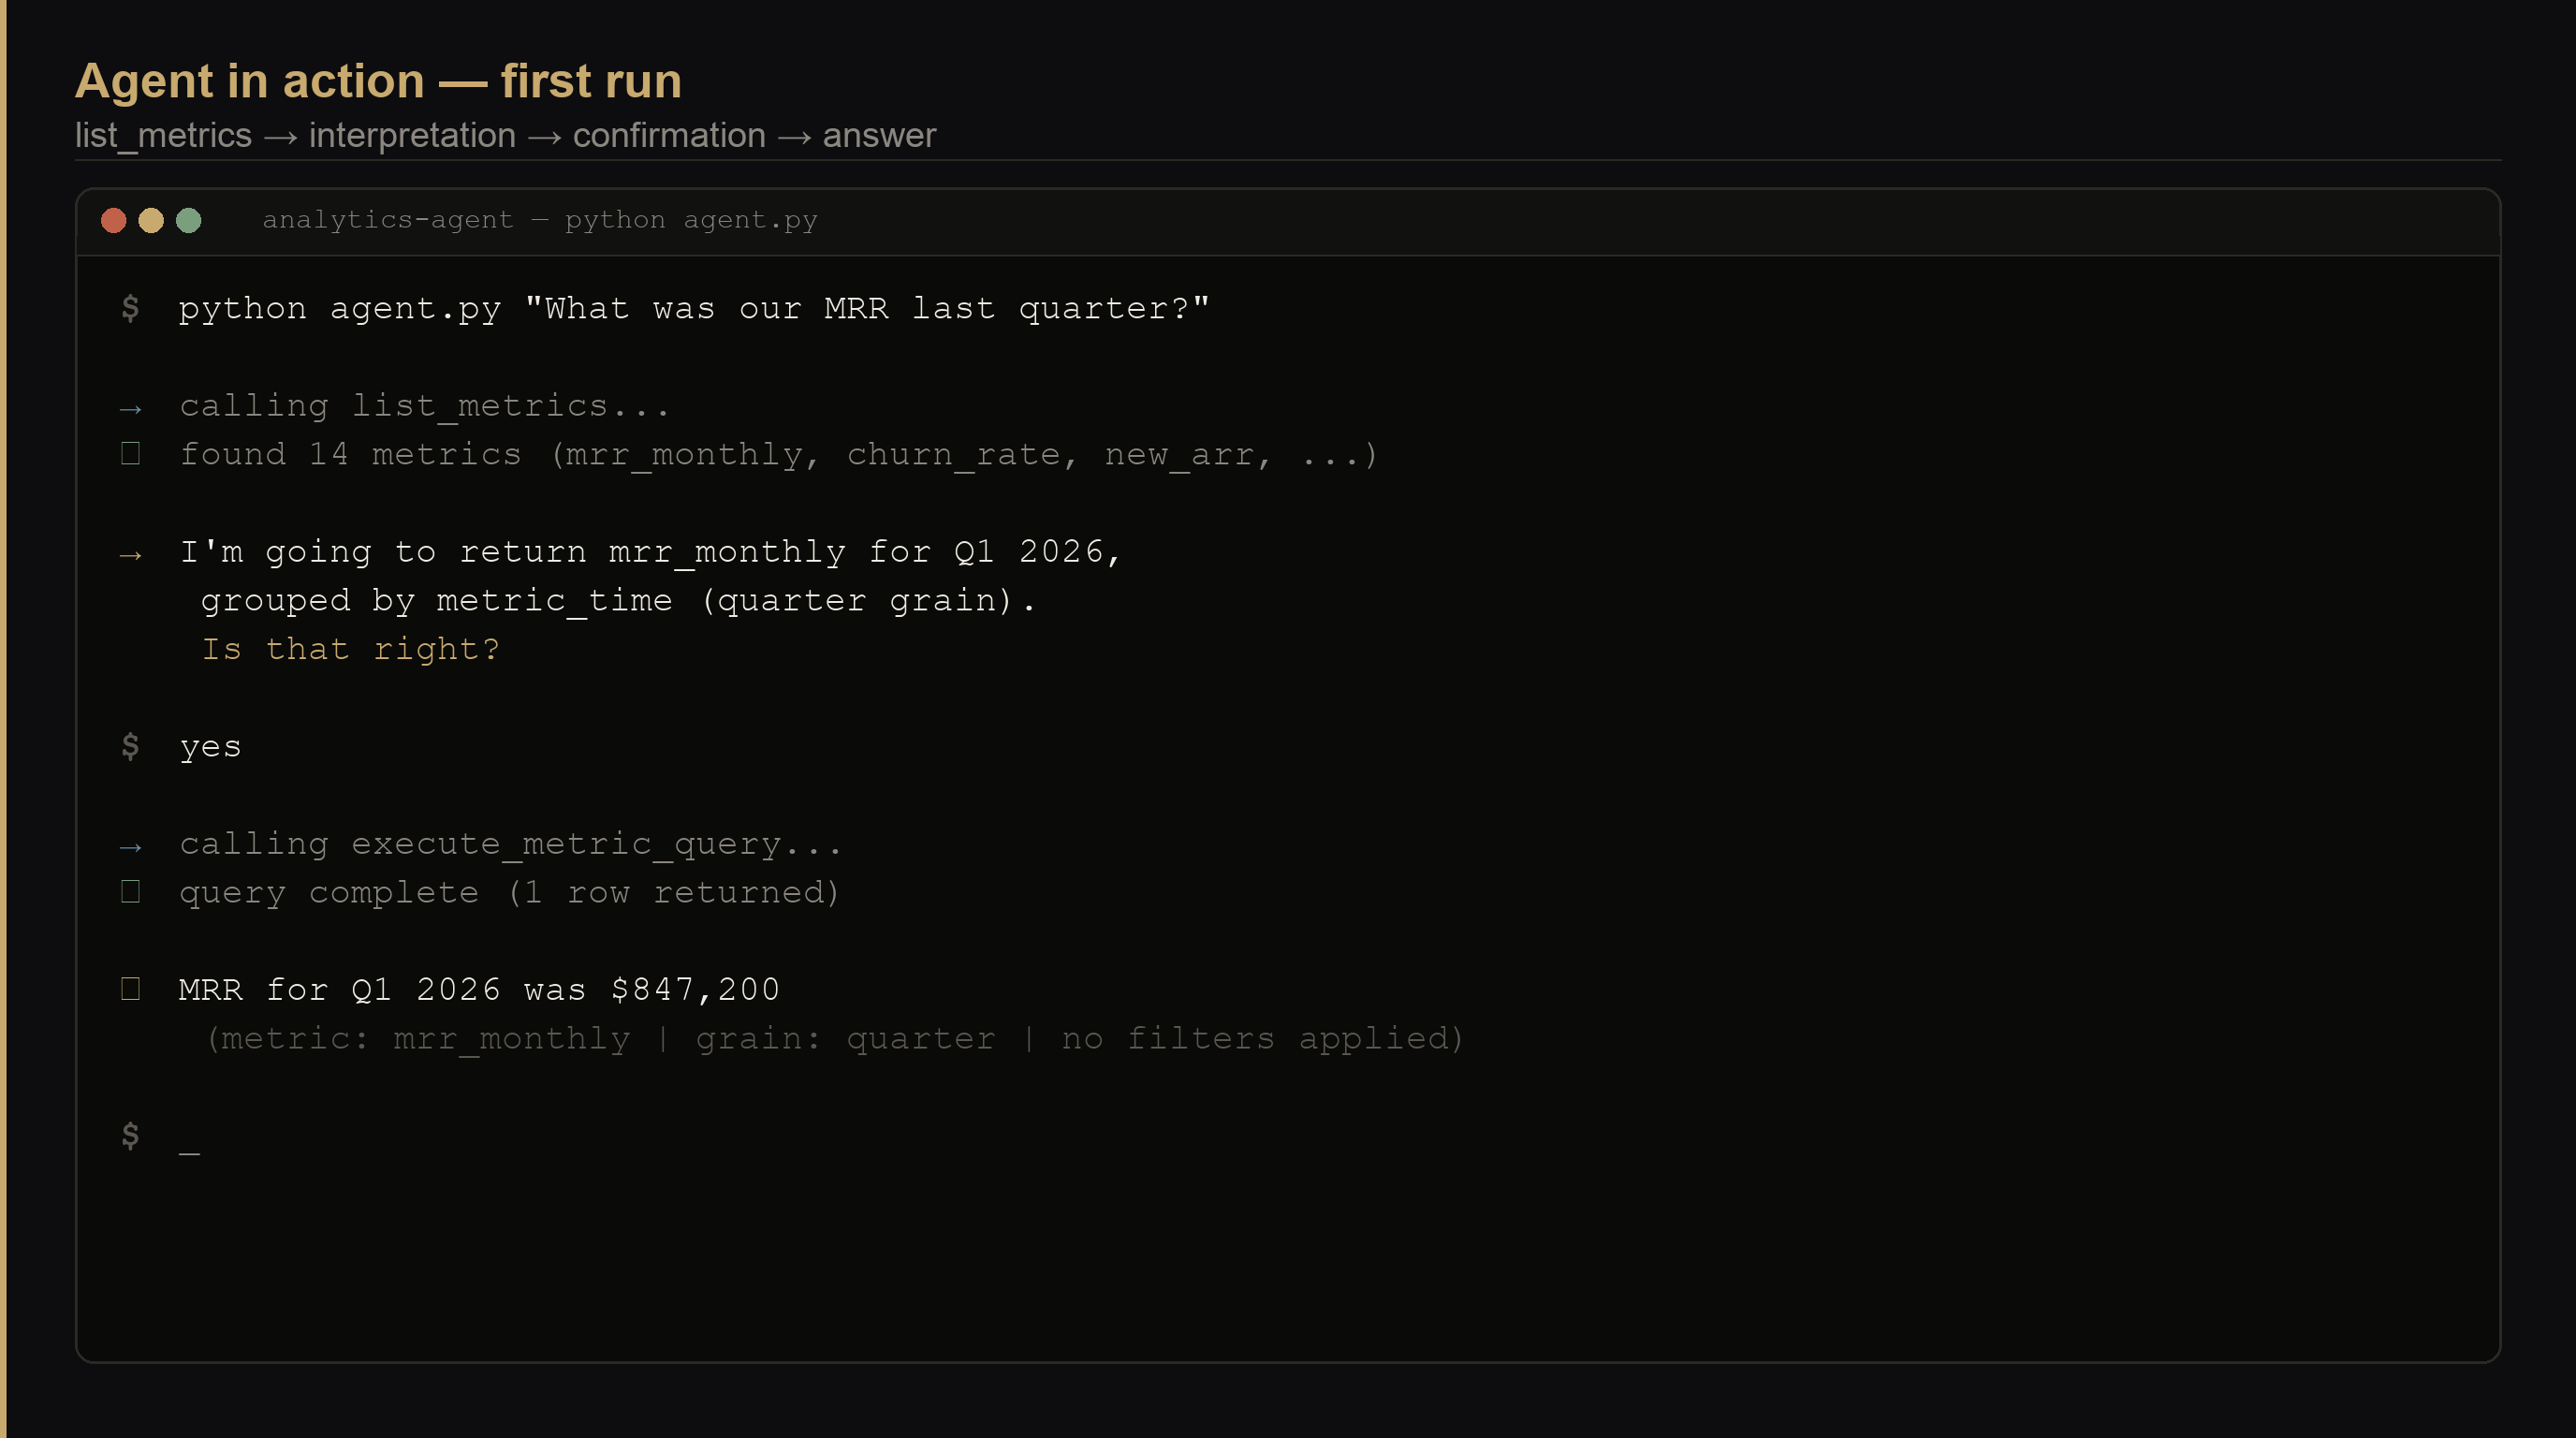 Agent in action — first run
list_metrics → interpretation → confirmation → answer
analytics-agent — python agent.py
$ python agent.py "What was our MRR last quarter?"
→ calling list_metrics...
□ found 14 metrics (mrr_monthly, churn_rate, new_arr, ...)
→ I'm going to return mrr_monthly for Q1 2026,
grouped by metric_time (quarter grain).
Is that right?
$ yes
→ calling execute_metric_query...
□ query complete (1 row returned)
□ MRR for Q1 2026 was $847,200
(metric: mrr_monthly | grain: quarter | no filters applied)
$ _